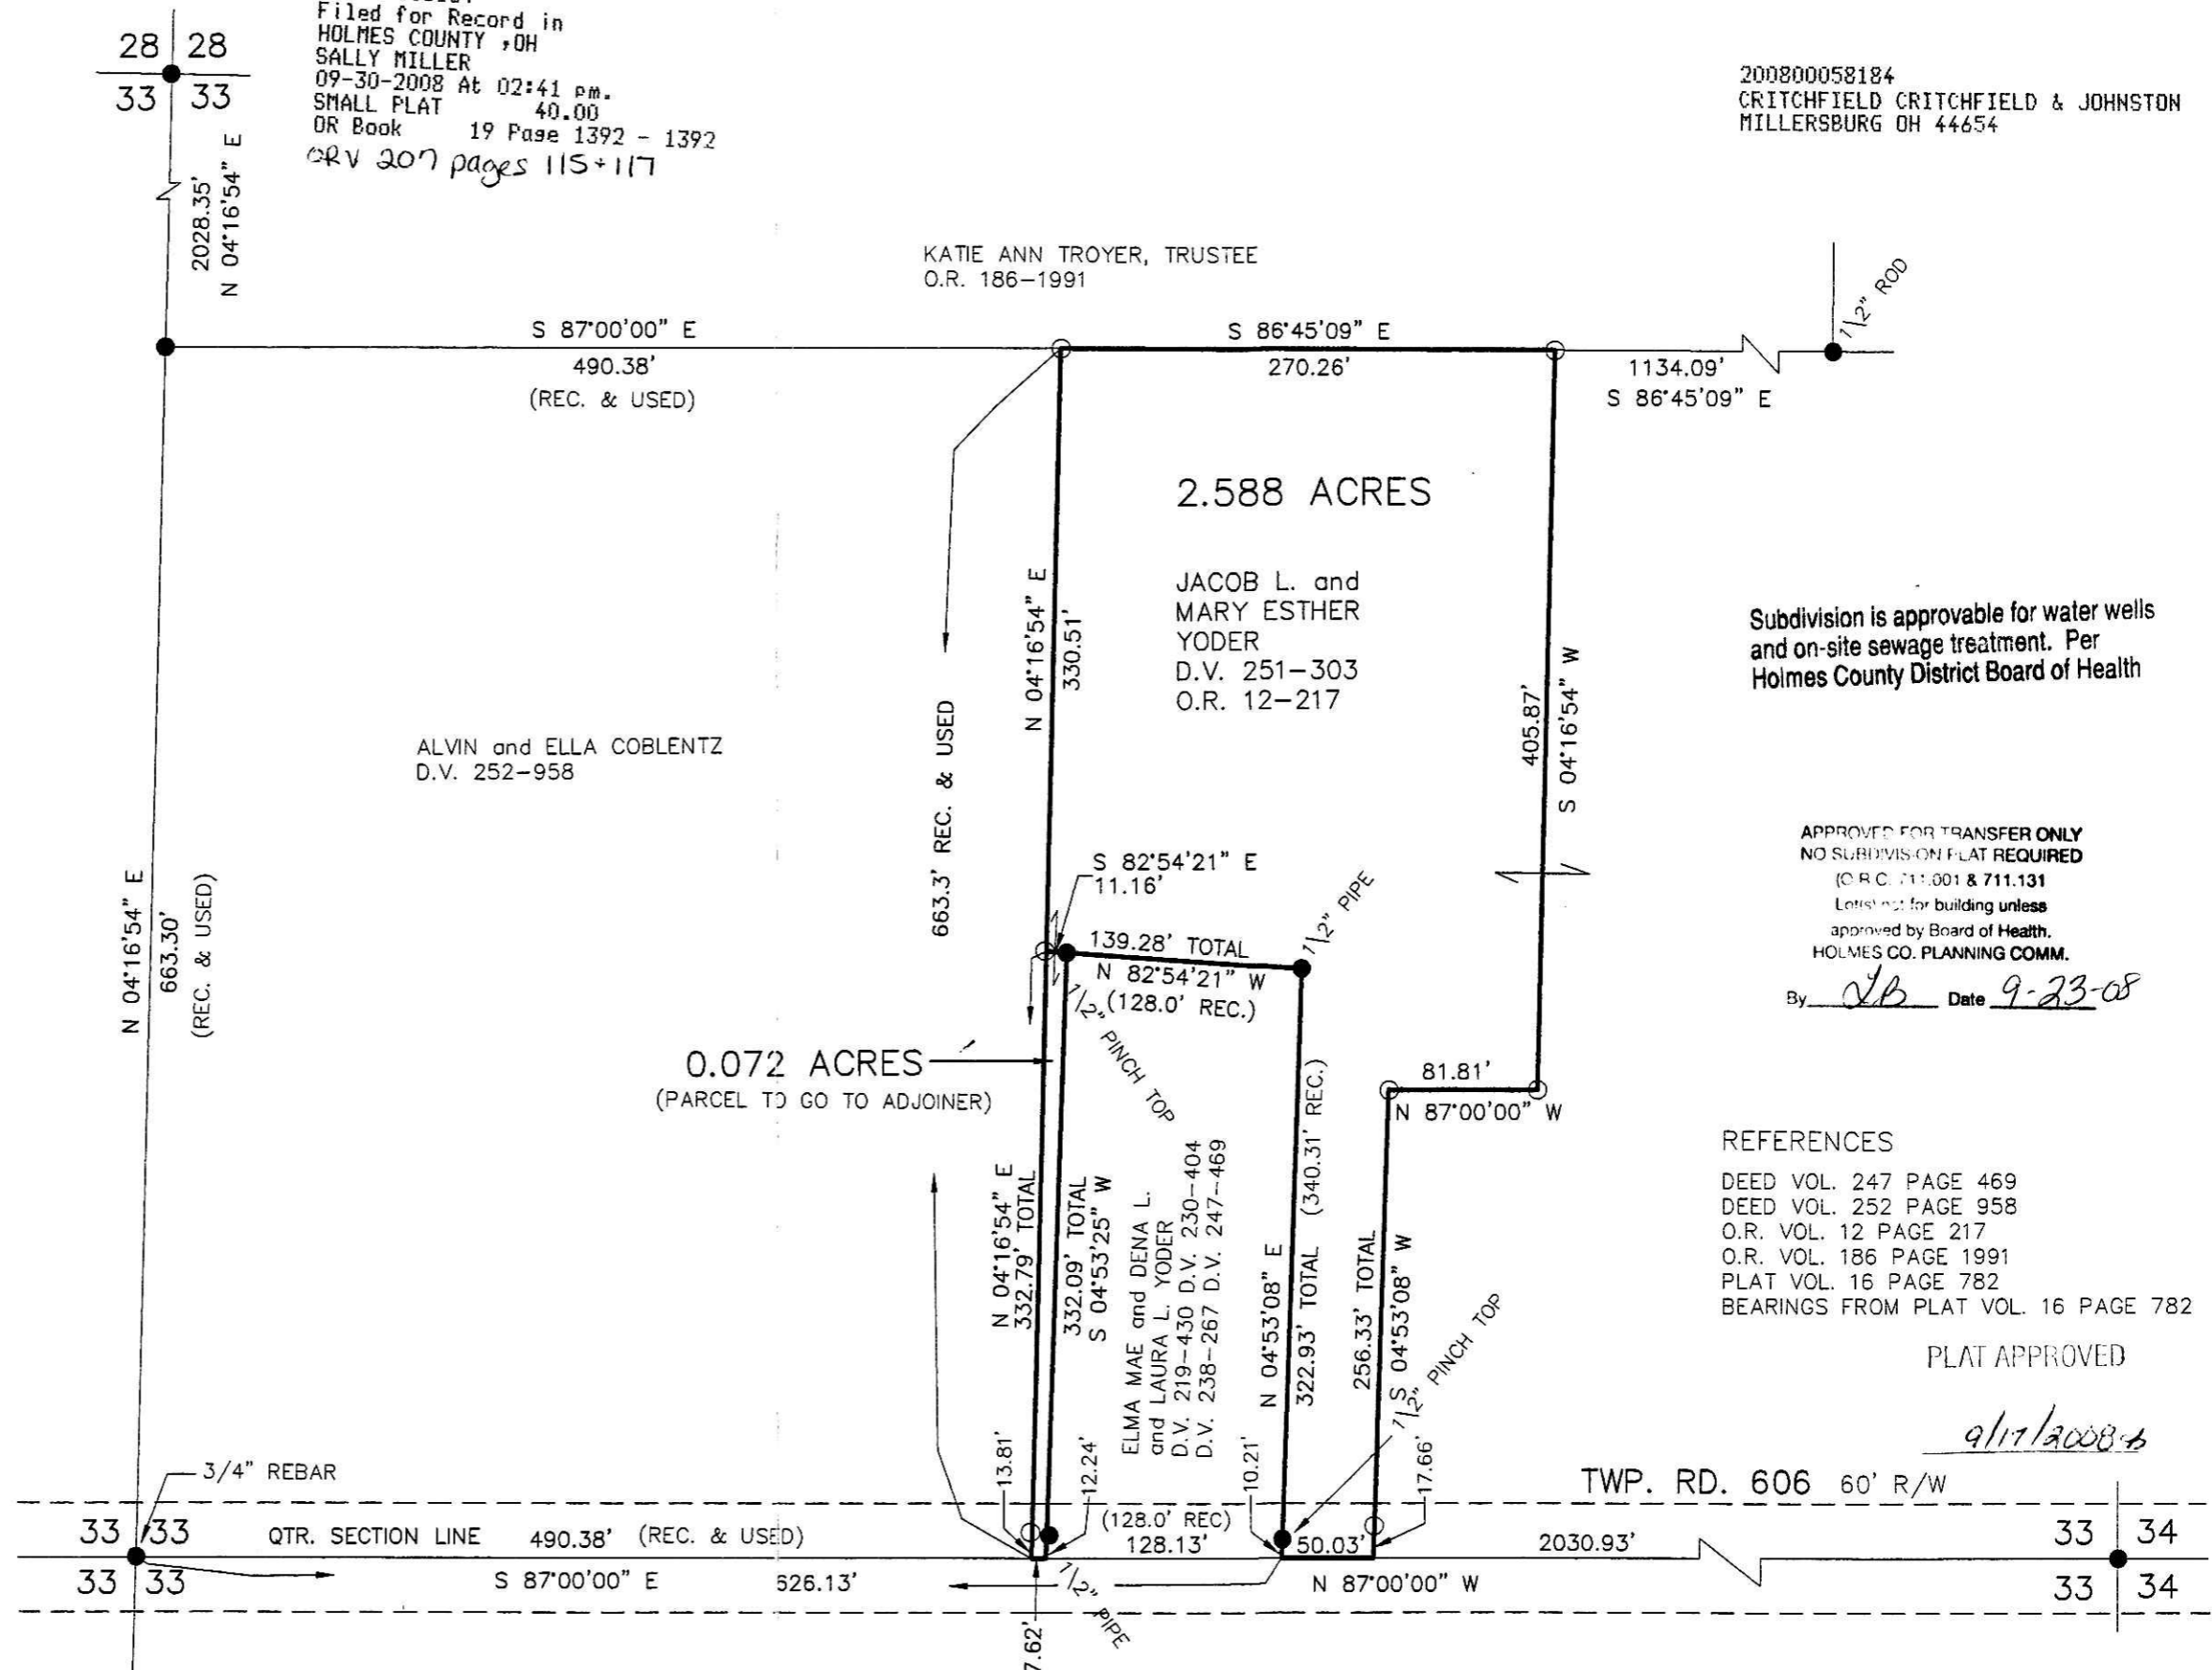 Filed for Record in
HOLMES COUNTY ,OH
SALLY MILLER
09-30-2008 At 02:41 pm.
SMALL PLAT 40.00
OR Book 19 Page 1392 - 1392
ORV 207 pages 115+117
200800058184
CRITCHFIELD CRITCHFIELD & JOHNSTON
MILLERSBURG OH 44654
28 28
33 33
2028.35'
N 04°16'54" E
KATIE ANN TROYER, TRUSTEE
O.R. 186-1991
1/2" ROD
S 87°00'00" E
490.38'
(REC. & USED)
S 86°45'09" E
270.26'
1134.09'
S 86°45'09" E
2.588 ACRES
JACOB L. and
MARY ESTHER
YODER
D.V. 251-303
O.R. 12-217
N 04°16'54" E
330.51'
663.3' REC. & USED
405.87'
S 04°16'54" W
Subdivision is approvable for water wells
and on-site sewage treatment. Per
Holmes County District Board of Health
ALVIN and ELLA COBLENTZ
D.V. 252-958
N 04°16'54" E
663.30'
(REC. & USED)
APPROVED FOR TRANSFER ONLY
NO SUBDIVISION PLAT REQUIRED
(O.R.C. 711.001 & 711.131
Lot(s) not for building unless
approved by Board of Health.
HOLMES CO. PLANNING COMM.
By Date 9-23-08
S 82°54'21" E
11.16'
139.28' TOTAL
N 82°54'21" W
(128.0' REC.)
1/2" PIPE
1/2" PINCH TOP
0.072 ACRES
(PARCEL TO GO TO ADJOINER)
81.81'
N 87°00'00" W
N 04°16'54" E
332.79' TOTAL
332.09' TOTAL
S 04°53'25" W
ELMA MAE and DENA L.
and LAURA L. YODER
D.V. 219-430 D.V. 230-404
D.V. 238-267 D.V. 247-469
N 04°53'08" E
322.93' TOTAL (340.31' REC.)
256.33' TOTAL
S 04°53'08" W
1/2" PINCH TOP
REFERENCES
DEED VOL. 247 PAGE 469
DEED VOL. 252 PAGE 958
O.R. VOL. 12 PAGE 217
O.R. VOL. 186 PAGE 1991
PLAT VOL. 16 PAGE 782
BEARINGS FROM PLAT VOL. 16 PAGE 782
PLAT APPROVED
9/17/2008
3/4" REBAR
13.81'
12.24'
10.21'
17.66'
TWP. RD. 606 60' R/W
33 33
QTR. SECTION LINE 490.38' (REC. & USED)
(128.0' REC)
128.13'
50.03'
2030.93'
33 34
33 33
S 87°00'00" E 526.13'
1/2" PIPE
N 87°00'00" W
33 34
7.62'